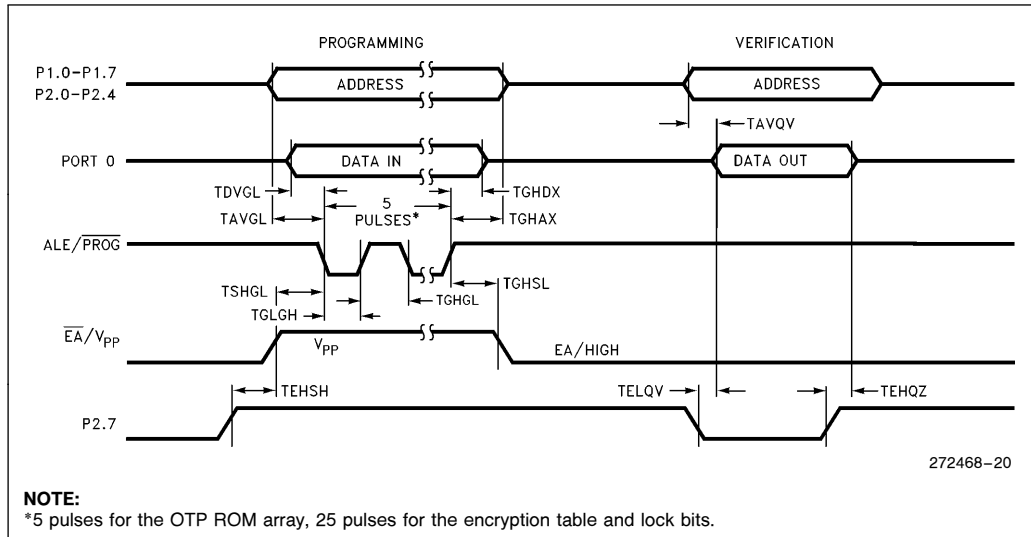 PROGRAMMING
VERIFICATION
P1.0–P1.7
P2.0–P2.4
ADDRESS
ADDRESS
TAVQV
PORT 0
DATA IN
DATA OUT
TDVGL
5
PULSES*
TGHDX
TAVGL
TGHAX
ALE/PROG
TSHGL
TGHSL
TGLGH
TGHGL
EA/VPP
VPP
EA/HIGH
TEHSH
TELQV
TEHQZ
P2.7
272468–20
NOTE:
*5 pulses for the OTP ROM array, 25 pulses for the encryption table and lock bits.